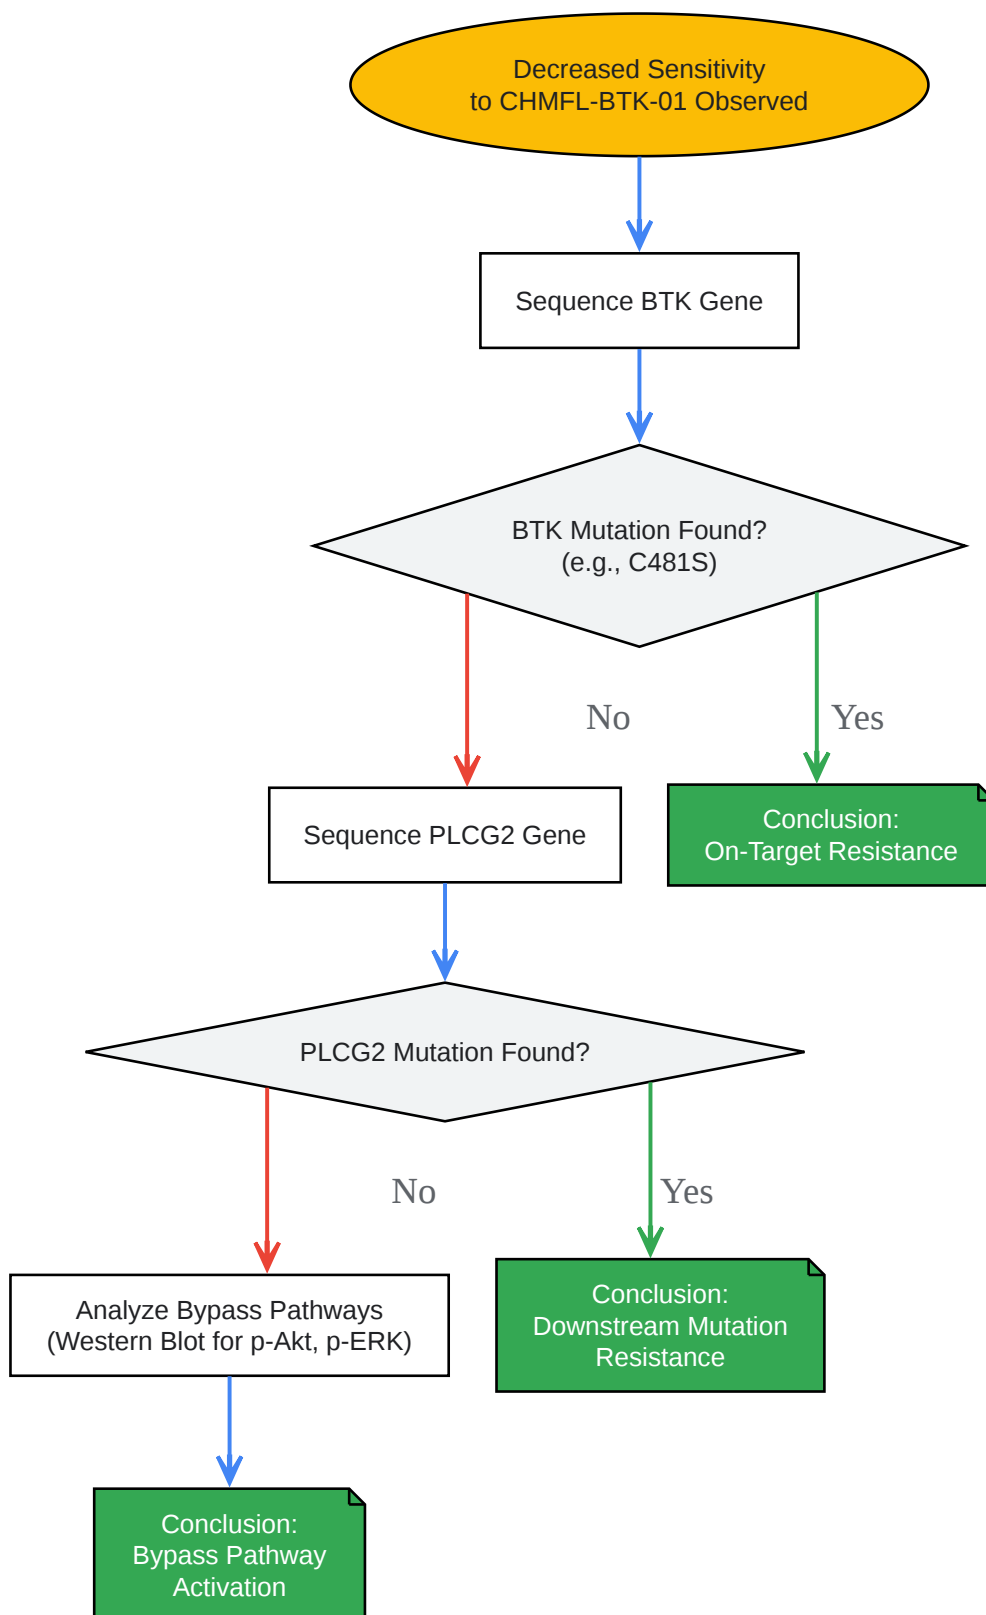 Decreased Sensitivity
to CHMFL-BTK-01 Observed
Sequence BTK Gene
BTK Mutation Found?
(e.g., C481S)
No
Yes
Sequence PLCG2 Gene
Conclusion:
On-Target Resistance
PLCG2 Mutation Found?
No
Yes
Analyze Bypass Pathways
(Western Blot for p-Akt, p-ERK)
Conclusion:
Downstream Mutation
Resistance
Conclusion:
Bypass Pathway
Activation